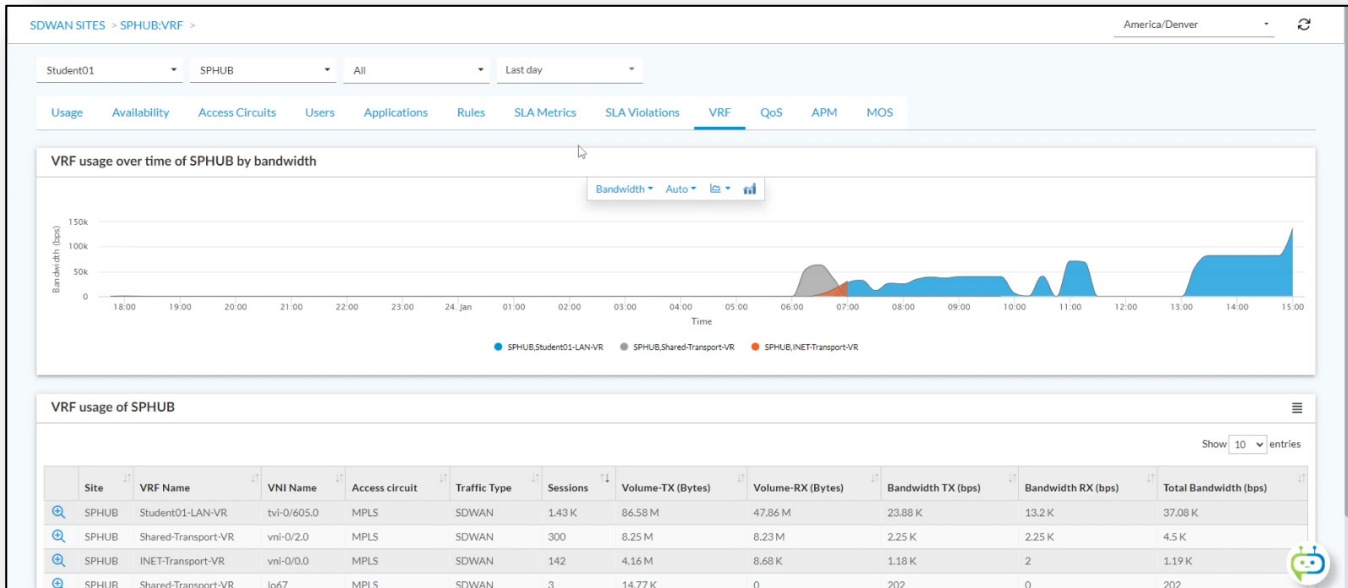 SDWAN SITES > SPHUB:VRF >
America/Denver
Student01 SPHUB All Last day
Usage Availability Access Circuits Users Applications Rules SLA Metrics SLA Violations VRF QoS APM MOS
VRF usage over time of SPHUB by bandwidth
Bandwidth Auto
150k
100k
50k
0
Bandwidth (bps)
18:00 19:00 20:00 21:00 22:00 23:00 24. Jan 01:00 02:00 03:00 04:00 05:00 06:00 07:00 08:00 09:00 10:00 11:00 12:00 13:00 14:00 15:00
Time
SPHUB,Student01-LAN-VR SPHUB,Shared-Transport-VR SPHUB,INET-Transport-VR
VRF usage of SPHUB
Show 10 entries
Site VRF Name VNI Name Access circuit Traffic Type Sessions Volume-TX (Bytes) Volume-RX (Bytes) Bandwidth TX (bps) Bandwidth RX (bps) Total Bandwidth (bps)
SPHUB Student01-LAN-VR tvi-0/605.0 MPLS SDWAN 1.43 K 86.58 M 47.86 M 23.88 K 13.2 K 37.08 K
SPHUB Shared-Transport-VR vni-0/2.0 MPLS SDWAN 300 8.25 M 8.23 M 2.25 K 2.25 K 4.5 K
SPHUB INET-Transport-VR vni-0/0.0 MPLS SDWAN 142 4.16 M 8.68 K 1.18 K 2 1.19 K
SPHUB Shared-Transport-VR lo67 MPLS SDWAN 3 14.77 K 0 202 0 202